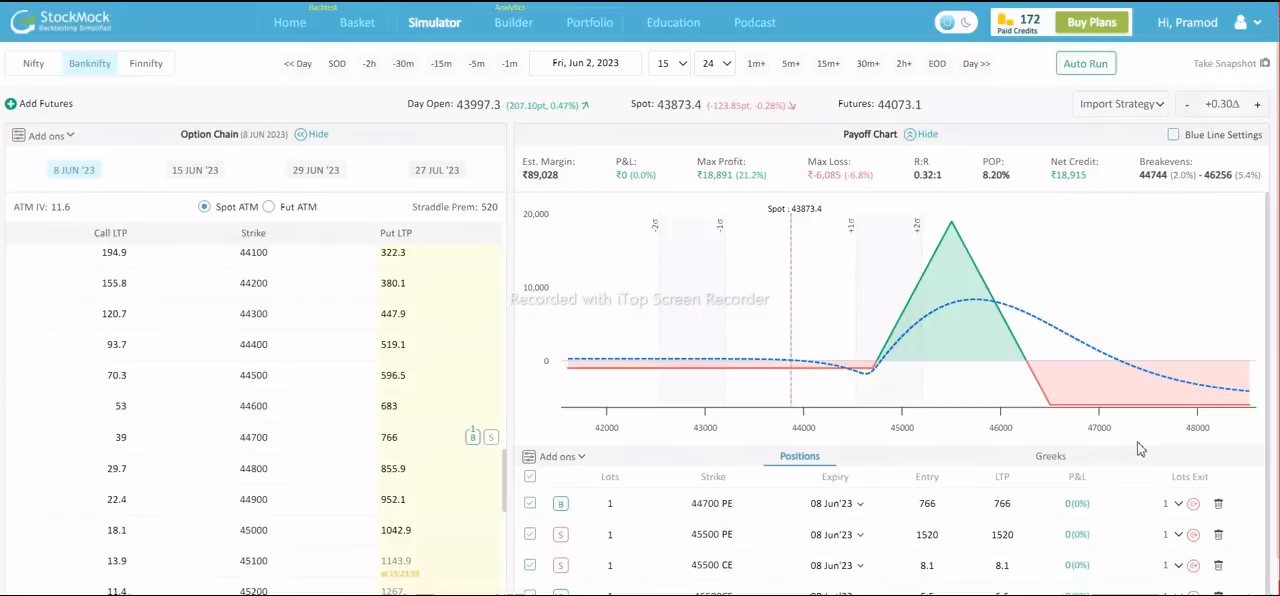 Backtest
Analytics
StockMock
Backtesting Simplified
Home Basket Simulator Builder Portfolio Education Podcast
172
Paid Credits
Buy Plans
Hi, Pramod
Nifty Banknifty Finnifty
<< Day SOD -2h -30m -15m -5m -1m Fri, Jun 2, 2023 15 24 1m+ 5m+ 15m+ 30m+ 2h+ EOD Day >>
Auto Run
Take Snapshot
Add Futures
Day Open: 43997.3 (207.10pt, 0.47%)
Spot: 43873.4 (-123.85pt, -0.28%)
Futures: 44073.1
Import Strategy
- +0.30Δ +
Add ons
Option Chain (8 JUN 2023) Hide
8 JUN '23 15 JUN '23 29 JUN '23 27 JUL '23
ATM IV: 11.6 Spot ATM Fut ATM Straddle Prem: 520
Call LTP Strike Put LTP
194.9 44100 322.3
155.8 44200 380.1
120.7 44300 447.9
93.7 44400 519.1
70.3 44500 596.5
53 44600 683
39 44700 766 1 B S
29.7 44800 855.9
22.4 44900 952.1
18.1 45000 1042.9
13.9 45100 1143.9
at 15:23:59
11.4 45200 1267
Payoff Chart Hide
Blue Line Settings
Est. Margin: P&L: Max Profit: Max Loss: R:R POP: Net Credit: Breakevens:
₹89,028 ₹0 (0.0%) ₹18,891 (21.2%) ₹-6,085 (-6.8%) 0.32:1 8.20% ₹18,915 44744 (2.0%) - 46256 (5.4%)
Spot : 43873.4
20,000
-2σ -1σ +1σ +2σ
10,000
Recorded with iTop Screen Recorder
0
42000 43000 44000 45000 46000 47000 48000
Add ons
Positions Greeks
Lots Strike Expiry Entry LTP P&L Lots Exit
B 1 44700 PE 08 Jun'23 766 766 0(0%) 1
S 1 45500 PE 08 Jun'23 1520 1520 0(0%) 1
S 1 45500 CE 08 Jun'23 8.1 8.1 0(0%) 1